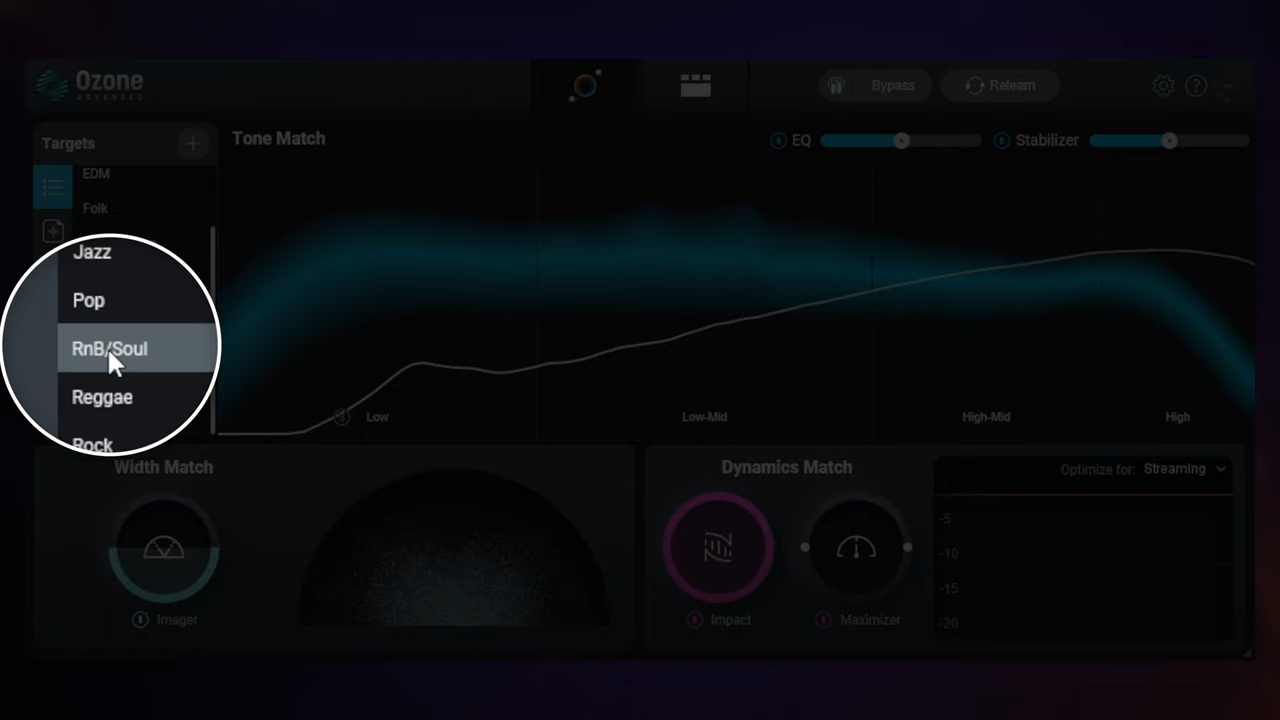 Ozone
ADVANCED
Bypass
Relearn
Targets
Tone Match
EQ
Stabilizer
EDM
Folk
Jazz
Pop
RnB/Soul
Reggae
Rock
S
Low
Low-Mid
High-Mid
High
Width Match
Dynamics Match
Optimize for: Streaming
-5
-10
-15
-20
Imager
Impact
Maximizer